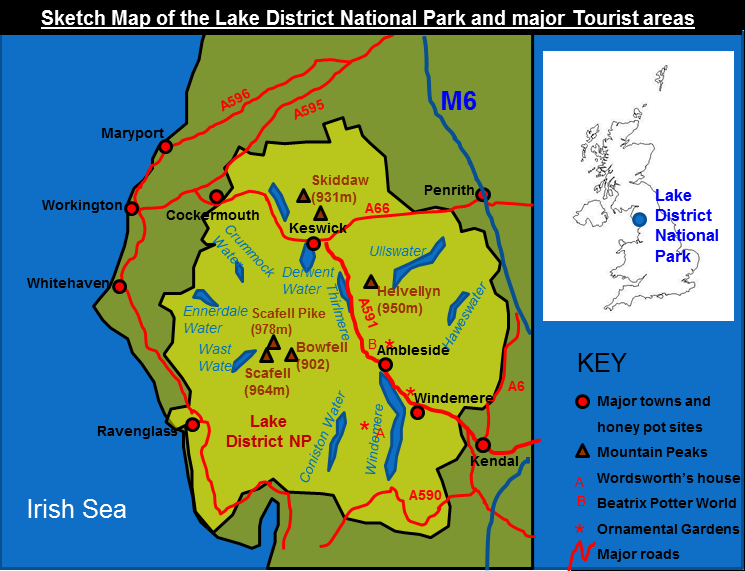 Sketch Map of the Lake District National Park and major Tourist areas
A596
A595
M6
Maryport
Skiddaw
(931m)
Penrith
Workington
Cockermouth
A66
Keswick
Crummock
Water
Ullswater
Derwent
Water
Whitehaven
Thirlmere
Helvellyn
(950m)
Ennerdale
Water
Scafell Pike
(978m)
A591
Haweswater
Wast
Water
Bowfell
(902)
B *
Ambleside
Scafell
(964m)
A6
*
Windemere
Lake
District NP
Ravenglass
Coniston Water
* A
Windemere
Kendal
A590
Irish Sea
Lake
District
National
Park
KEY
Major towns and
honey pot sites
Mountain Peaks
A Wordsworth's house
B Beatrix Potter World
* Ornamental Gardens
Major roads